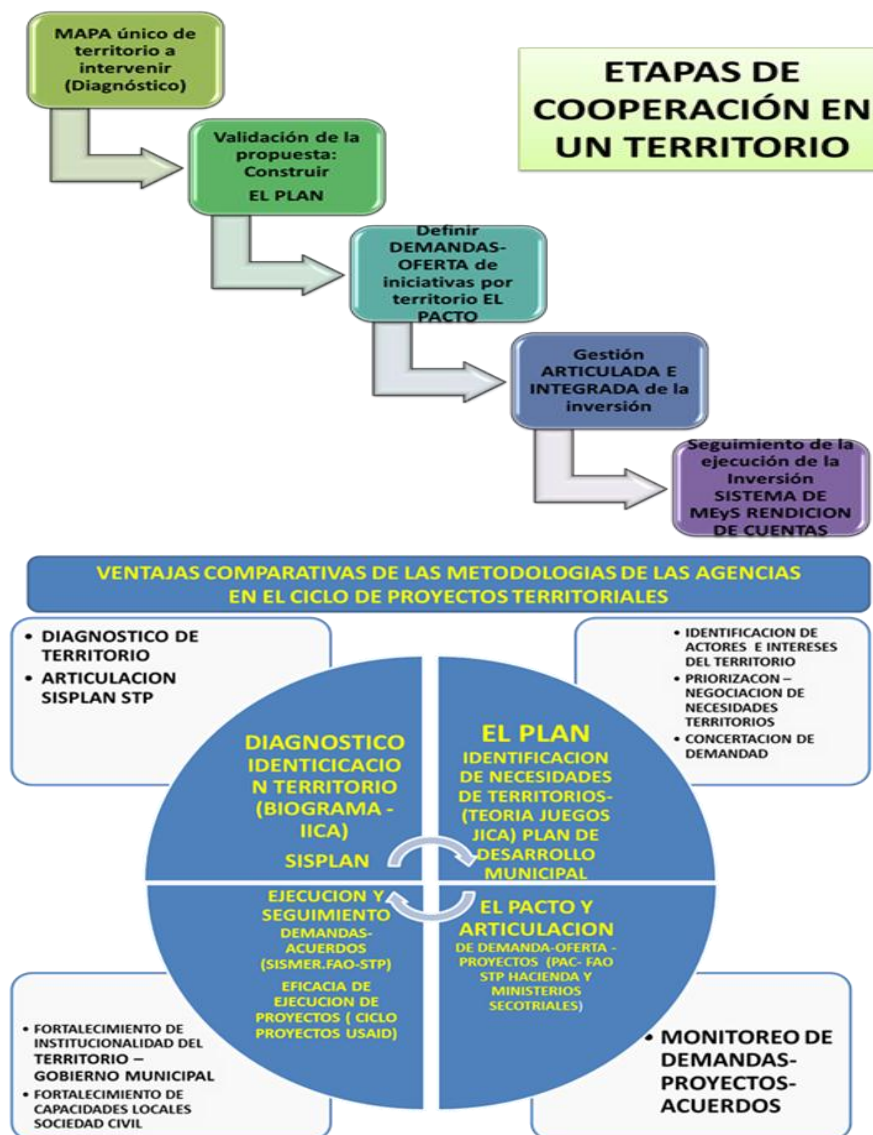 MAPA único de
territorio a
intervenir
(Diagnóstico)
ETAPAS DE
COOPERACIÓN EN
UN TERRITORIO
Validación de la
propuesta:
Construir
EL PLAN
Definir
DEMANDAS-
OFERTA de
iniciativas por
territorio EL
PACTO
Gestión
ARTICULADA E
INTEGRADA de la
inversión
Seguimiento de la
ejecución de la
Inversión
SISTEMA DE
MEyS RENDICION
DE CUENTAS
VENTAJAS COMPARATIVAS DE LAS METODOLOGIAS DE LAS AGENCIAS
EN EL CICLO DE PROYECTOS TERRITORIALES
• DIAGNOSTICO DE
TERRITORIO
• ARTICULACION
SISPLAN STP
• IDENTIFICACION DE
ACTORES E INTERESES
DEL TERRITORIO
• PRIORIZACON –
NEGOCIACION DE
NECESIDADES
TERRITORIOS
• CONCERTACION DE
DEMANDAD
DIAGNOSTICO
IDENTICICACIO
N TERRITORIO
(BIOGRAMA -
IICA)
SISPLAN
EL PLAN
IDENTIFICACION
DE NECESIDADES
DE TERRITORIOS-
(TEORIA JUEGOS
JICA) PLAN DE
DESARROLLO
MUNICIPAL
EJECUCION Y
SEGUIMIENTO
DEMANDAS-
ACUERDOS
(SISMER.FAO-STP)
EFICACIA DE
EJECUCION DE
PROYECTOS ( CICLO
PROYECTOS USAID)
EL PACTO Y
ARTICULACION
DE DEMANDA-OFERTA -
PROYECTOS (PAC- FAO
STP HACIENDA Y
MINISTERIOS
SECOTRIALES)
• FORTALECIMIENTO DE
INSTITUCIONALIDAD DEL
TERRITORIO –
GOBIERNO MUNICIPAL
• FORTALECIMIENTO DE
CAPACIDADES LOCALES
SOCIEDAD CIVIL
• MONITOREO DE
DEMANDAS-
PROYECTOS-
ACUERDOS